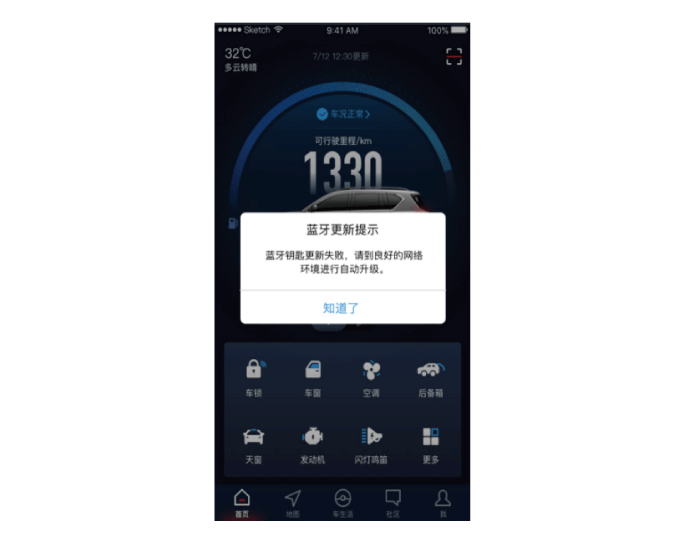 Sketch 9:41 AM 100%
32℃ 7/12 12:30更新
多云转晴
车况正常
可行驶里程/km
1330
蓝牙更新提示
蓝牙钥匙更新失败，请到良好的网络
环境进行自动升级。
知道了
车锁 车窗 空调 后备箱
天窗 发动机 闪灯鸣笛 更多
首页 地图 车生活 社区 我